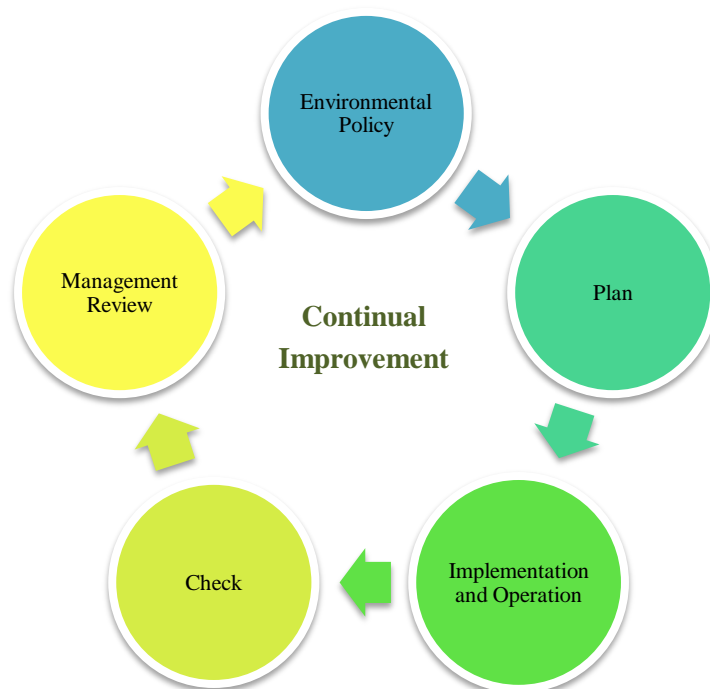 Environmental
Policy
Plan
Implementation
and Operation
Check
Management
Review
Continual
Improvement